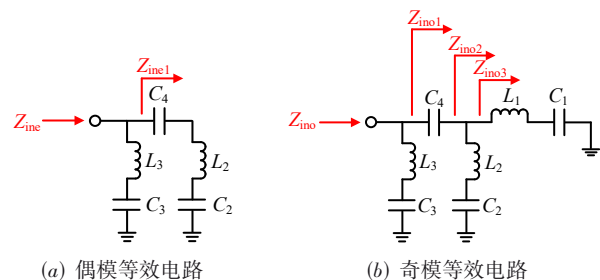 Z_ino1
Z_ine1
Z_ino2
Z_ino3
C_4
L_1
C_1
C_4
Z_ine
Z_ino
L_3
L_2
L_3
L_2
C_3
C_2
C_3
C_2
(a) 偶模等效电路
(b) 奇模等效电路